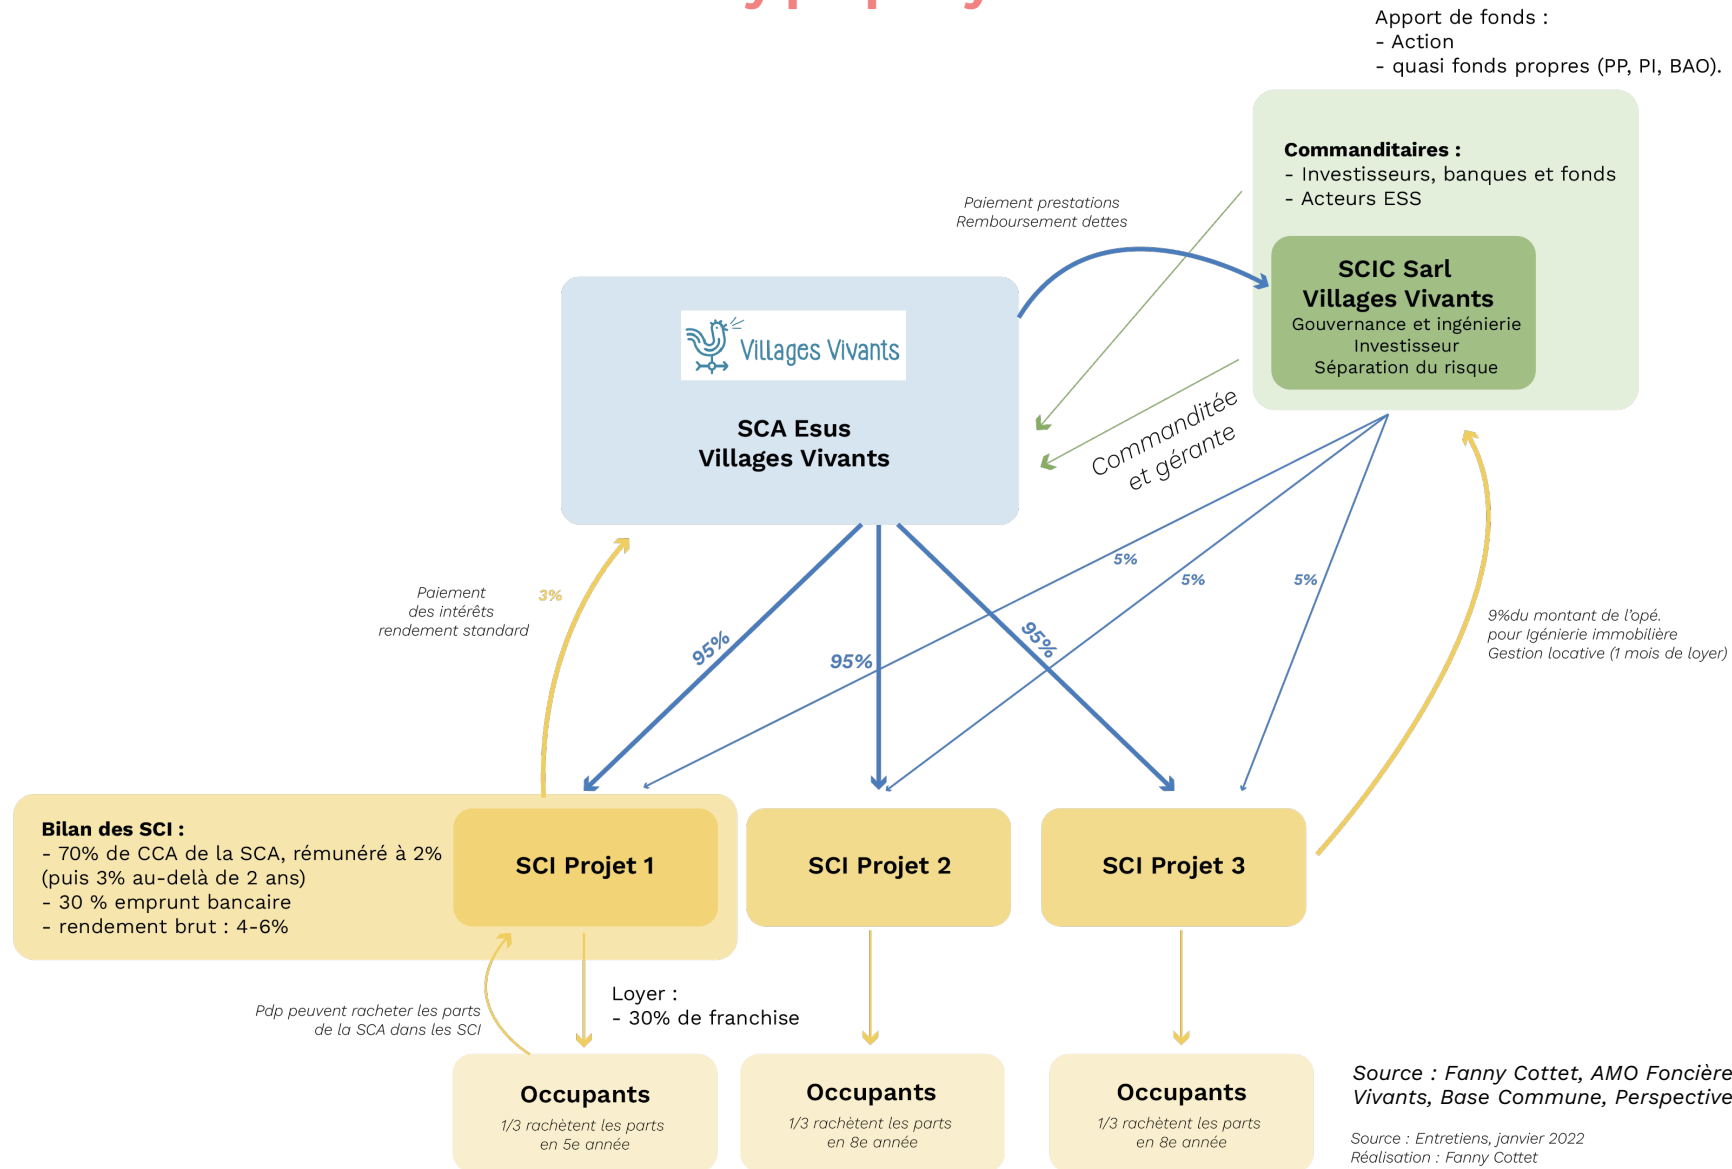 Apport de fonds :
- Action
- quasi fonds propres (PP, PI, BAO).
Commanditaires :
- Investisseurs, banques et fonds
- Acteurs ESS
SCIC Sarl
Villages Vivants
Gouvernance et ingénierie
Investisseur
Séparation du risque
Paiement prestations
Remboursement dettes
Villages Vivants
SCA Esus
Villages Vivants
Commanditée
et gérante
5%
5%
5%
Paiement
des intérêts
rendement standard
3%
95%
95%
95%
9%du montant de l’opé.
pour Igénierie immobilière
Gestion locative (1 mois de loyer)
Bilan des SCI :
- 70% de CCA de la SCA, rémunéré à 2%
(puis 3% au-delà de 2 ans)
- 30 % emprunt bancaire
- rendement brut : 4-6%
SCI Projet 1
SCI Projet 2
SCI Projet 3
Pdp peuvent racheter les parts
de la SCA dans les SCI
Loyer :
- 30% de franchise
Occupants
1/3 rachètent les parts
en 5e année
Occupants
1/3 rachètent les parts
en 8e année
Occupants
1/3 rachètent les parts
en 8e année
Source : Fanny Cottet, AMO Foncière
Vivants, Base Commune, Perspective
Source : Entretiens, janvier 2022
Réalisation : Fanny Cottet